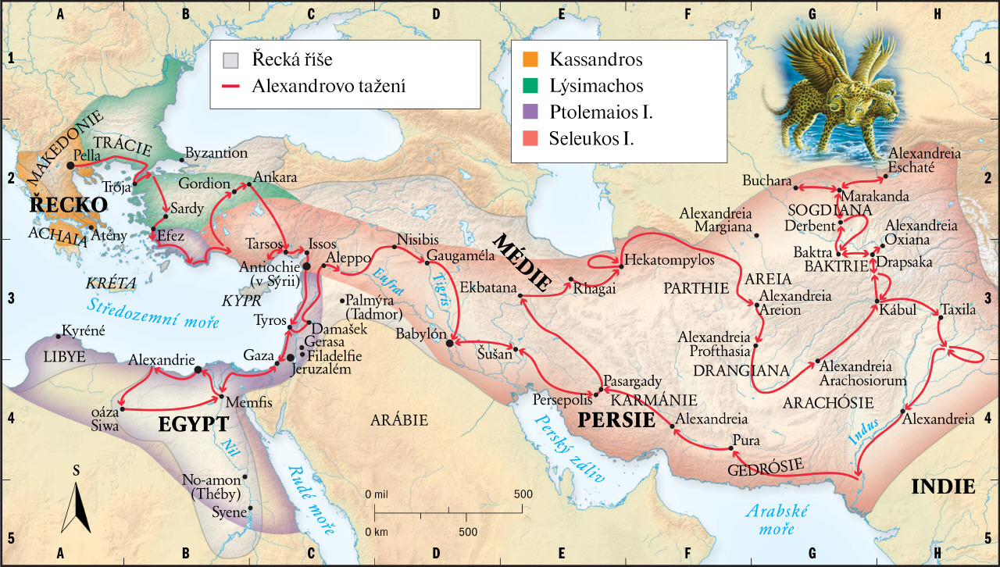 A B C D E F G H
1
2
3
4
5
Řecká říše
Alexandrovo tažení
Kassandros
Lýsimachos
Ptolemaios I.
Seleukos I.
1
2
3
4
5
MAKEDONIE
TRÁCIE
Pella
Byzantion
Trója
Gordion
Ankara
ŘECKO
Sardy
ACHAIA
Atény
Efez
Tarsos
Issos
Antiochie
(v Sýrii)
Aleppo
Nisibis
Gaugaméla
KRÉTA
KYPR
Středozemní moře
Eufrat
Tigris
Palmýra
(Tadmor)
Tyros
Damašek
Gerasa
Filadelfie
Jeruzalém
Gaza
Kyréné
LIBYE
Alexandrie
Memfis
oáza
Siwa
EGYPT
Nil
No-amon
(Théby)
Syene
Rudé moře
ARÁBIE
Babylón
Šušan
MÉDIE
Ekbatana
Rhagai
Hekatompylos
PARTHIE
Pasargady
Persepolis
KARMÁNIE
PERSIE
Perský záliv
Alexandreia
Pura
GEDRÓSIE
Buchara
Alexandreia
Eschaté
Marakanda
SOGDIANA
Derbent
Alexandreia
Margiana
Alexandreia
Oxiana
Baktra
BAKTRIE
Drapsaka
AREIA
Alexandreia
Areion
Kábul
Taxila
Alexandreia
Profthasia
DRANGIANA
Alexandreia
Arachosiorum
ARACHÓSIE
Indus
Alexandreia
INDIE
Arabské
moře
S
0 mil 500
0 km 500
A B C D E F G H